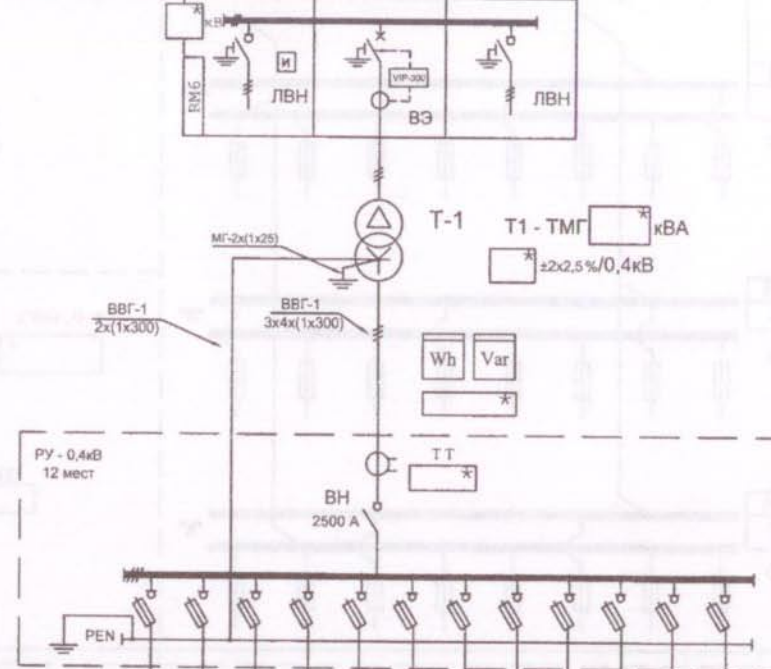 * кВ
RM6
И
ЛВН
VIP-300
ВЭ
ЛВН
Т-1
Т1 - ТМГ * кВА
* ±2х2,5%/0,4кВ
МГ-2х(1х25)
ВВГ-1
2х(1х300)
ВВГ-1
3х4х(1х300)
Wh
Var
*
РУ - 0,4кВ
12 мест
ТТ
*
ВН
2500 А
PEN